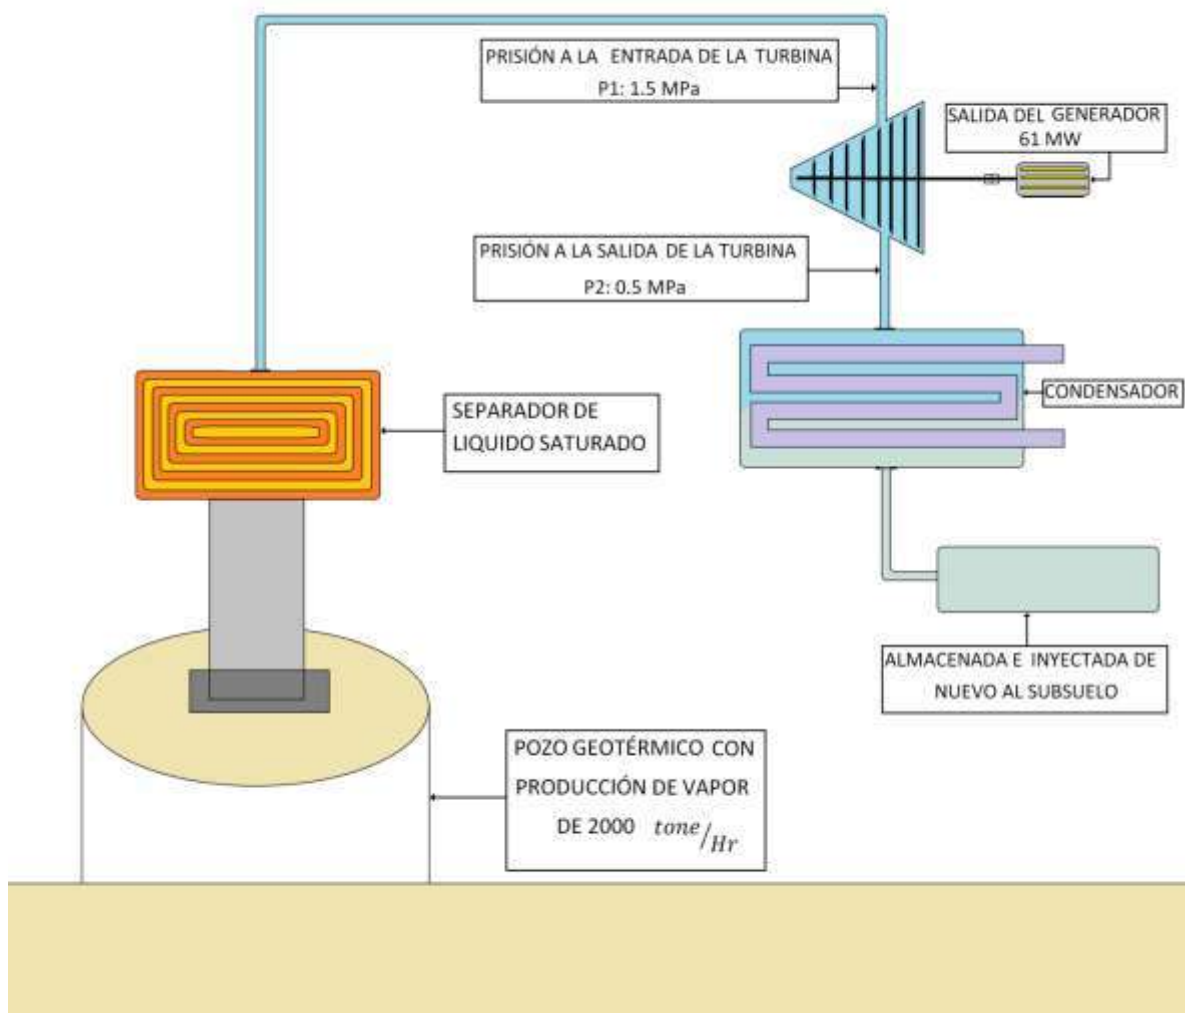 PRISIÓN A LA ENTRADA DE LA TURBINA
P1: 1.5 MPa
SALIDA DEL GENERADOR
61 MW
PRISIÓN A LA SALIDA DE LA TURBINA
P2: 0.5 MPa
CONDENSADOR
SEPARADOR DE
LIQUIDO SATURADO
ALMACENADA E INYECTADA DE
NUEVO AL SUBSUELO
POZO GEOTÉRMICO CON
PRODUCCIÓN DE VAPOR
DE 2000 tone/Hr